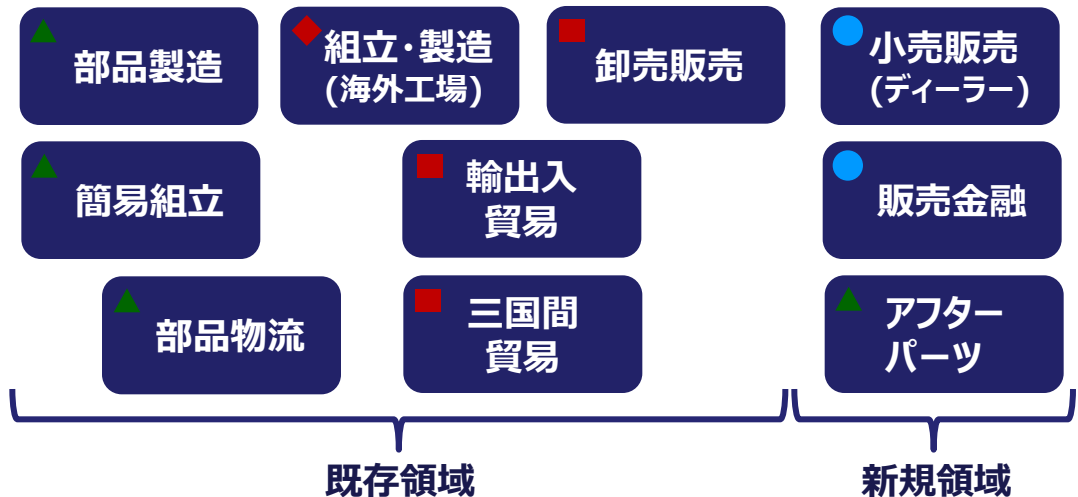 部品製造
組立・製造
(海外工場)
卸売販売
小売販売
(ディーラー)
簡易組立
輸出入
貿易
販売金融
部品物流
三国間
貿易
アフター
パーツ
既存領域
新規領域